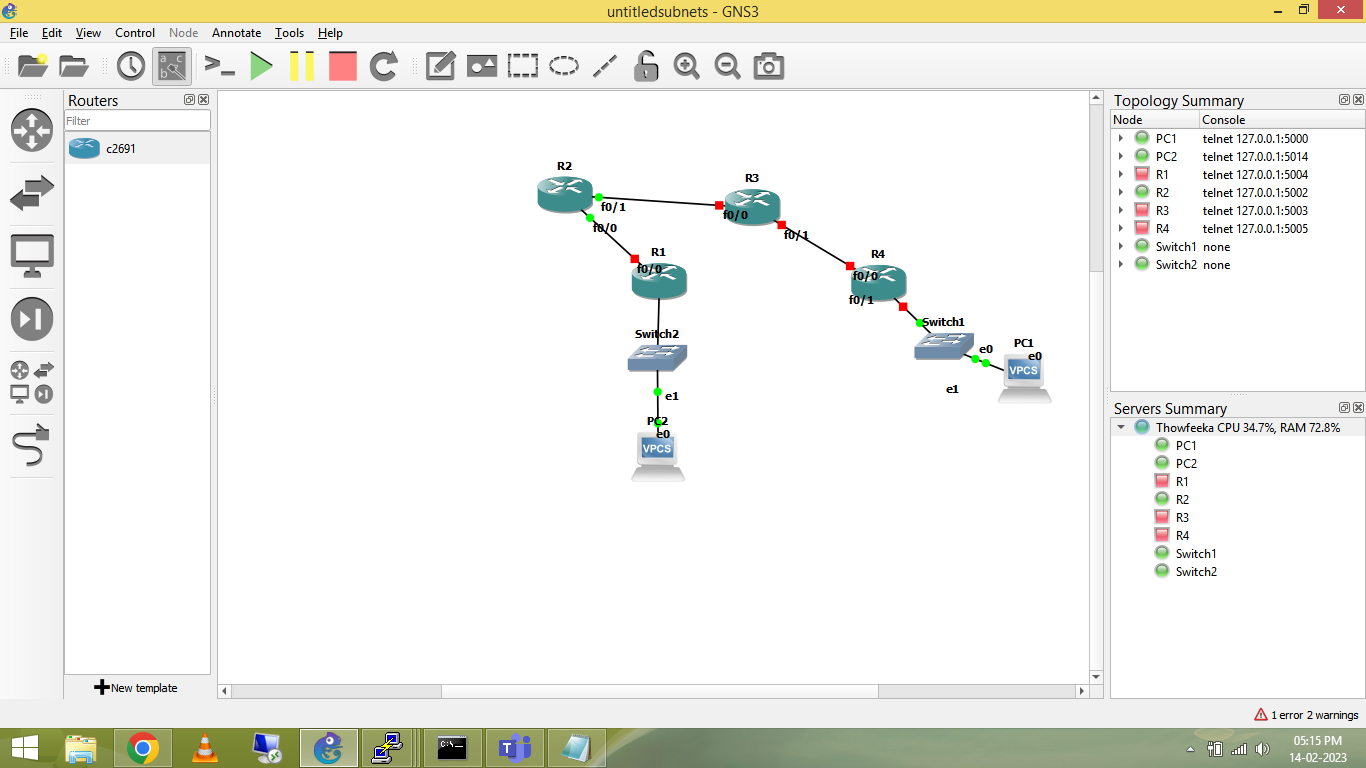 untitledsubnets - GNS3
File Edit View Control Node Annotate Tools Help
Routers
Filter
c2691
New template
R2
f0/1
f0/0
R3
f0/0
f0/1
R1
f0/0
R4
f0/0
f0/1
Switch2
e1
PC2
e0
VPCS
Switch1
e0
e1
PC1
e0
VPCS
Topology Summary
Node Console
PC1 telnet 127.0.0.1:5000
PC2 telnet 127.0.0.1:5014
R1 telnet 127.0.0.1:5004
R2 telnet 127.0.0.1:5002
R3 telnet 127.0.0.1:5003
R4 telnet 127.0.0.1:5005
Switch1 none
Switch2 none
Servers Summary
Thowfeeka CPU 34.7%, RAM 72.8%
PC1
PC2
R1
R2
R3
R4
Switch1
Switch2
1 error 2 warnings
05:15 PM
14-02-2023